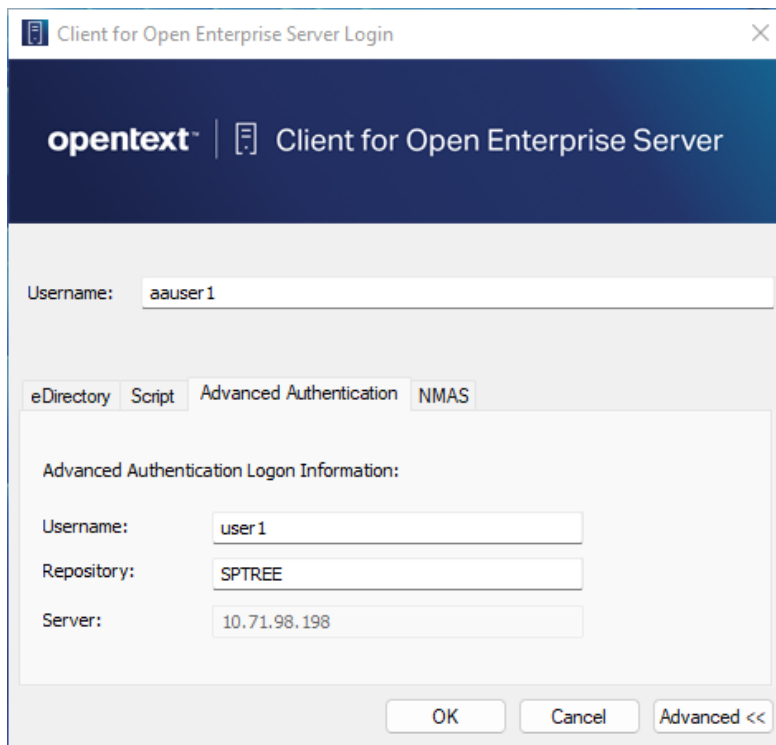 Client for Open Enterprise Server Login
opentext™ | Client for Open Enterprise Server
Username: aauser1
eDirectory Script Advanced Authentication NMAS
Advanced Authentication Logon Information:
Username: user1
Repository: SPTREE
Server: 10.71.98.198
OK Cancel Advanced <<